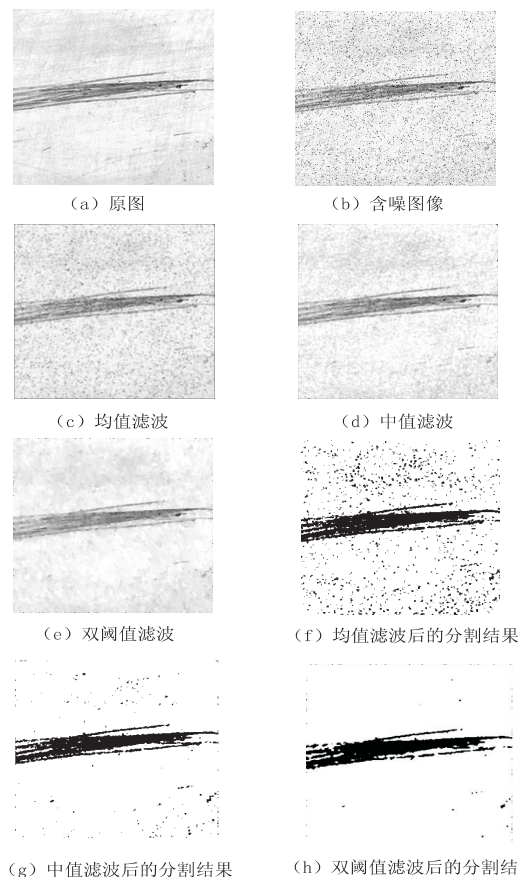 （a）原图
（b）含噪图像
（c）均值滤波
（d）中值滤波
（e）双阈值滤波
（f）均值滤波后的分割结果
（g）中值滤波后的分割结果
（h）双阈值滤波后的分割结